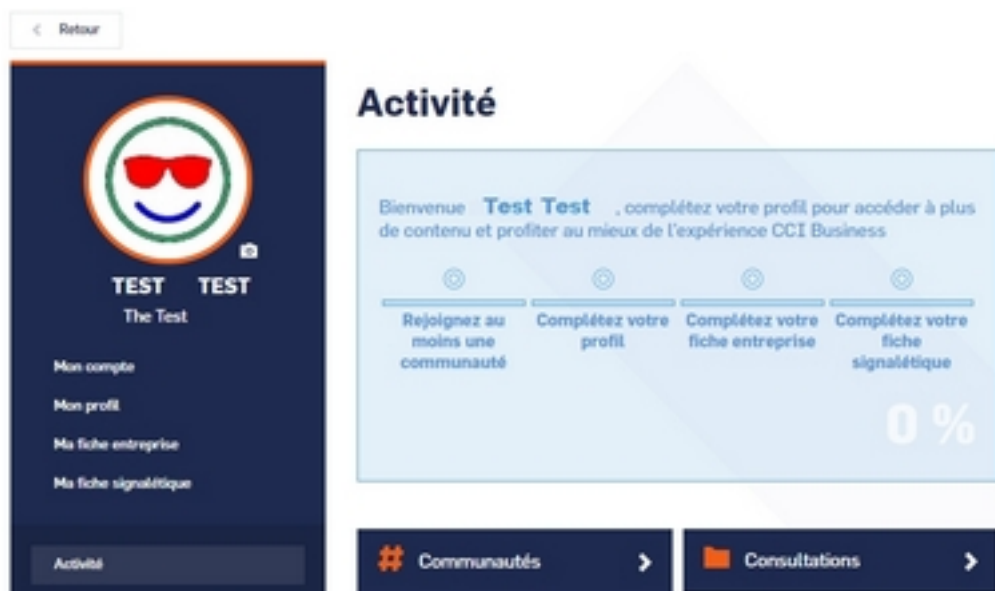 Retour
TEST TEST
The Test
Mon compte
Mon profil
Ma fiche entreprise
Ma fiche signalétique
Activité
Activité
Bienvenue Test Test , complétez votre profil pour accéder à plus
de contenu et profiter au mieux de l'expérience CCI Business
Rejoignez au
moins une
communauté
Complétez votre
profil
Complétez votre
fiche entreprise
Complétez votre
fiche
signalétique
0 %
# Communautés
Consultations